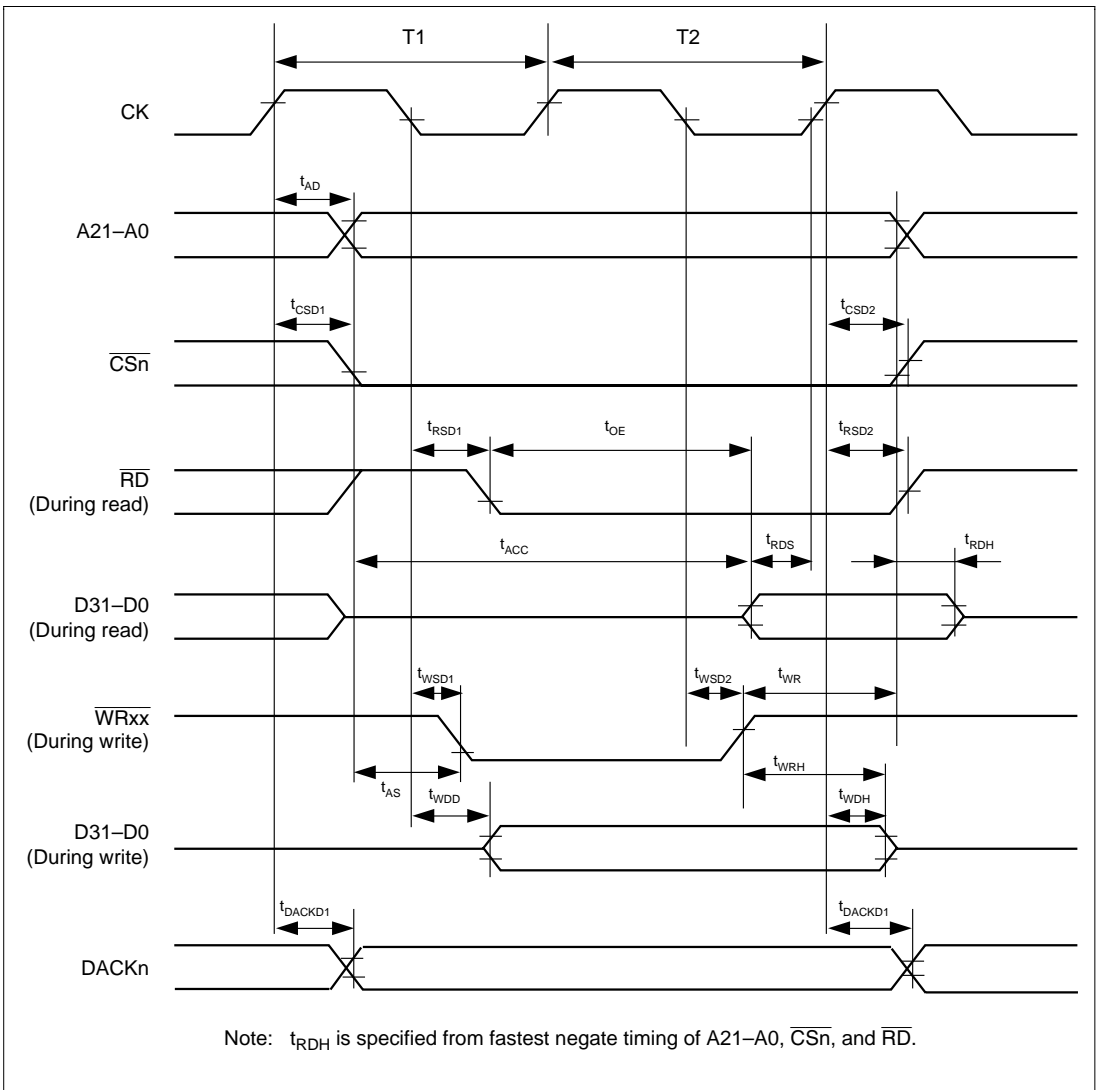 T1 T2
CK
tAD
A21–A0
tCSD1 tCSD2
CSn
tRSD1 tOE tRSD2
RD
(During read)
tACC tRDS tRDH
D31–D0
(During read)
tWSD1 tWSD2 tWR
WRxx
(During write)
tAS tWDD tWRH tWDH
D31–D0
(During write)
tDACKD1 tDACKD1
DACKn
Note: tRDH is specified from fastest negate timing of A21–A0, CSn, and RD.